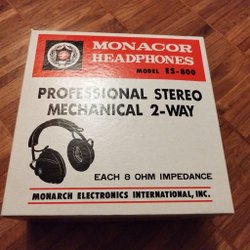 MONACOR
HEADPHONES
MODEL ES-800
PROFESSIONAL STEREO
MECHANICAL 2-WAY
EACH 8 OHM IMPEDANCE
MONARCH ELECTRONICS INTERNATIONAL, INC.